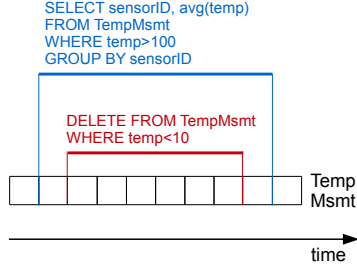 SELECT sensorID, avg(temp)
FROM TempMsmt
WHERE temp>100
GROUP BY sensorID
DELETE FROM TempMsmt
WHERE temp<10
Temp
Msmt
time